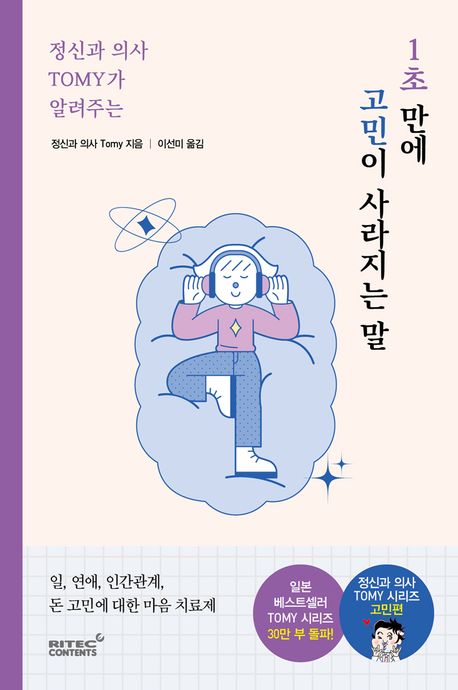 정신과 의사
TOMY가
알려주는
1초 만에
고민이 사라지는 말
정신과 의사 Tomy 지음 | 이선미 옮김
일, 연애, 인간관계,
돈 고민에 대한 마음 치료제
일본
베스트셀러
TOMY 시리즈
30만 부 돌파!
정신과 의사
TOMY 시리즈
고민편
RITEC
CONTENTS